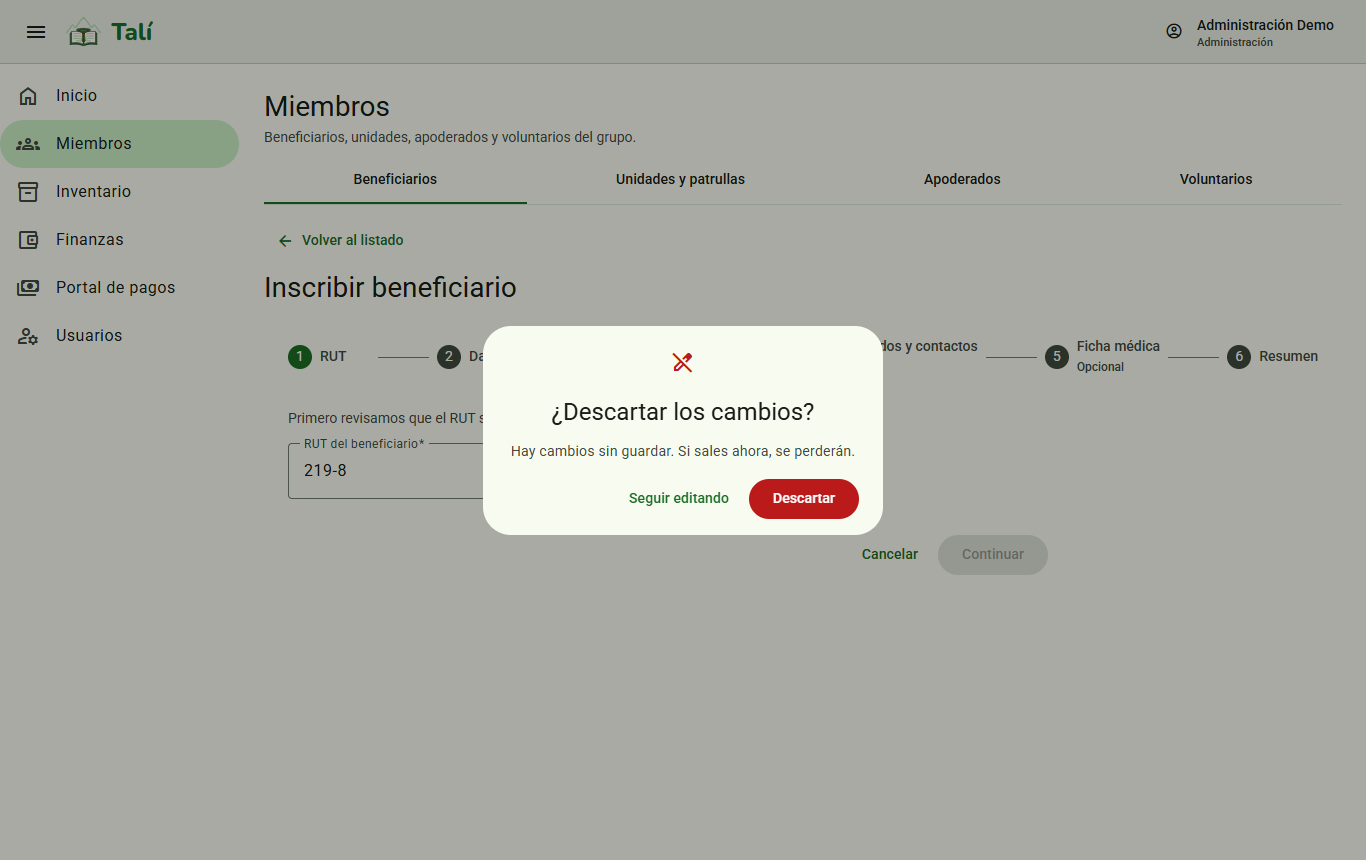 Talí
Administración Demo
Administración
Inicio
Miembros
Inventario
Finanzas
Portal de pagos
Usuarios
Miembros
Beneficiarios, unidades, apoderados y voluntarios del grupo.
Beneficiarios
Unidades y patrullas
Apoderados
Voluntarios
Volver al listado
Inscribir beneficiario
1 RUT
2
dos y contactos
5 Ficha médica
Opcional
6 Resumen
Primero revisamos que el RUT
RUT del beneficiario*
219-8
¿Descartar los cambios?
Hay cambios sin guardar. Si sales ahora, se perderán.
Seguir editando
Descartar
Cancelar
Continuar